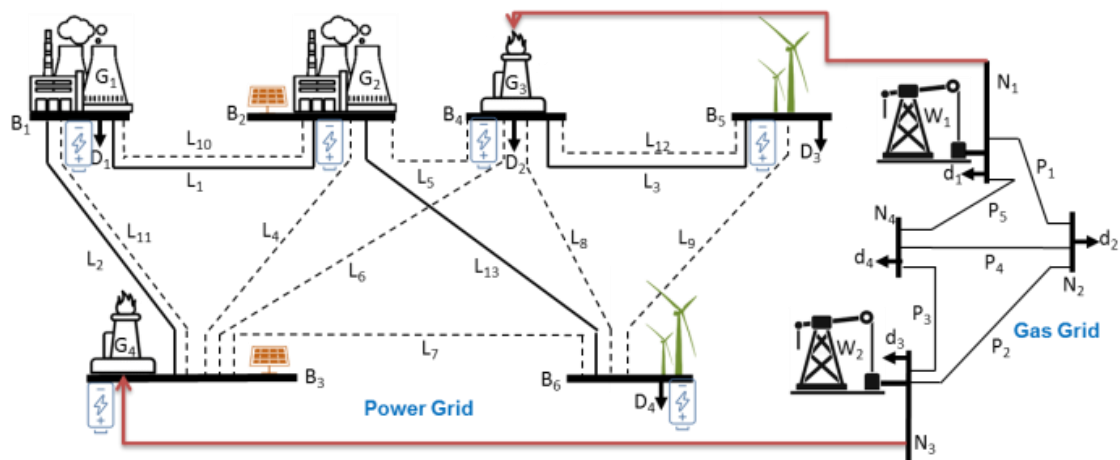 G1
G2
G3
N1
B1
B2
B4
B5
W1
D1
L10
L1
L5
D2
L12
L3
D3
d1
P1
P5
N4
L11
L2
L4
L6
L13
L8
L9
d4
P4
d2
N2
G4
L7
P3
W2
d3
P2
Gas Grid
B3
B6
D4
Power Grid
N3